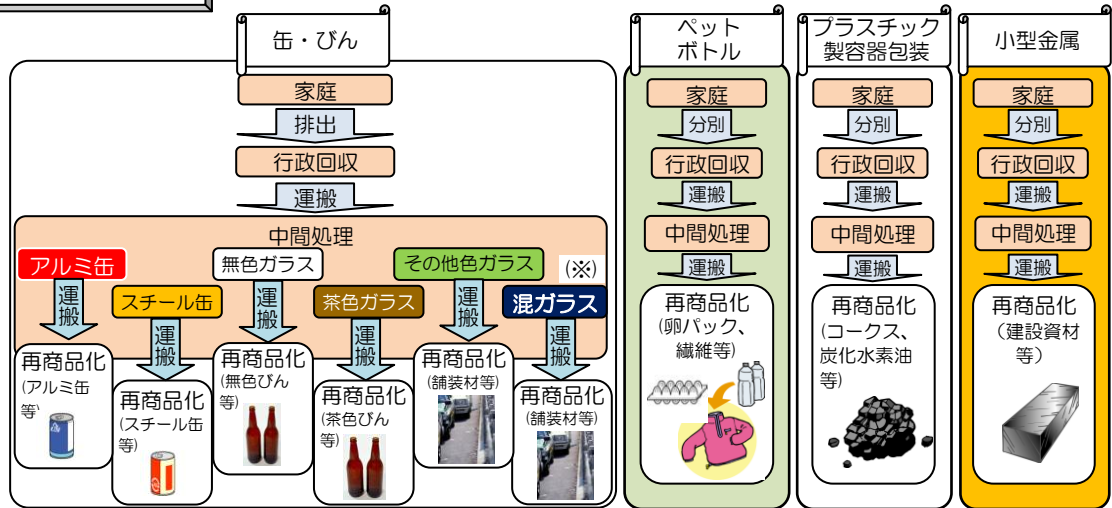 缶・びん
家庭
排出
行政回収
運搬
中間処理
アルミ缶
無色ガラス
その他色ガラス
(※)
スチール缶
茶色ガラス
混ガラス
運搬
運搬
運搬
運搬
運搬
運搬
再商品化
(アルミ缶
等)
再商品化
(スチール缶
等)
再商品化
(無色びん
等)
再商品化
(茶色びん
等)
再商品化
(舗装材等)
再商品化
(舗装材等)
ペット
ボトル
家庭
分別
行政回収
運搬
中間処理
運搬
再商品化
(卵パック、
繊維等)
プラスチック
製容器包装
家庭
分別
行政回収
運搬
中間処理
運搬
再商品化
(コークス、
炭化水素油
等)
小型金属
家庭
分別
行政回収
運搬
中間処理
運搬
再商品化
(建設資材
等)